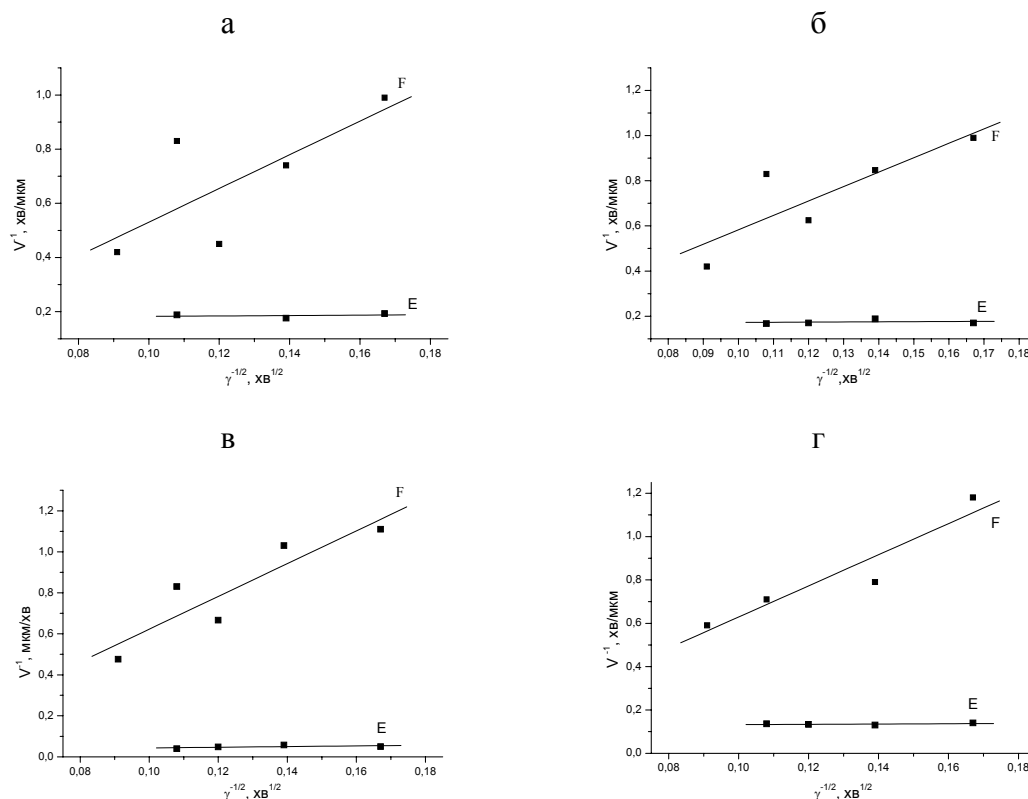 а
F
E
1,0
0,8
0,6
0,4
0,2
0,08 0,10 0,12 0,14 0,16 0,18
V⁻¹, хв/мкм
γ⁻¹/², хв¹/²
б
F
E
1,2
1,0
0,8
0,6
0,4
0,2
0,08 0,09 0,10 0,11 0,12 0,13 0,14 0,15 0,16 0,17 0,18
V⁻¹, хв/мкм
γ⁻¹/²,хв¹/²
в
F
E
1,2
1,0
0,8
0,6
0,4
0,2
0,0
0,08 0,10 0,12 0,14 0,16 0,18
V⁻¹, мкм/хв
γ⁻¹/², хв¹/²
г
F
E
1,2
1,0
0,8
0,6
0,4
0,2
0,0
0,08 0,10 0,12 0,14 0,16 0,18
V⁻¹, хв/мкм
γ⁻¹/², хв¹/²